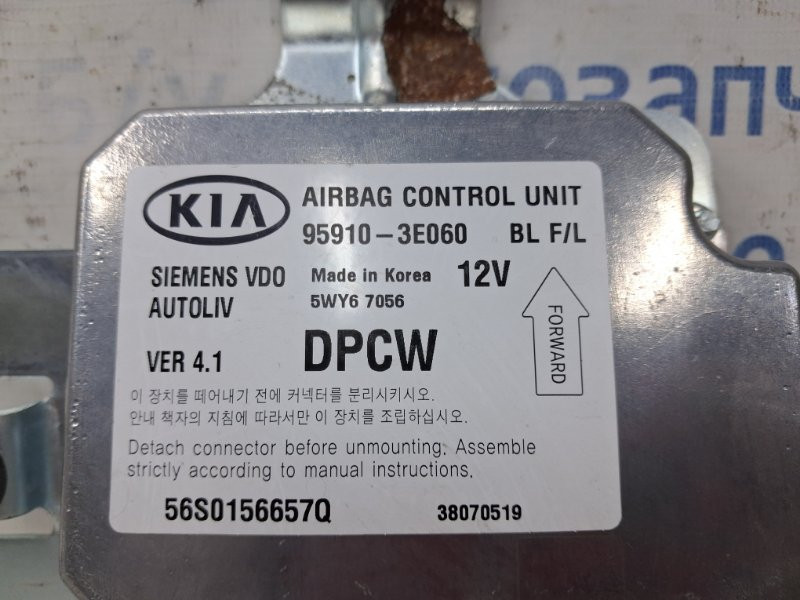 Б/У автозапч
KIA
AIRBAG CONTROL UNIT
95910-3E060 BL F/L
SIEMENS VDO Made in Korea 12V
AUTOLIV 5WY6 7056
FORWARD
VER 4.1 DPCW
이 장치를 떼어내기 전에 커넥터를 분리시키시오.
안내 책자의 지침에 따라서만 이 장치를 조립하십시오.
Detach connector before unmounting. Assemble
strictly according to manual instructions.
56S0156657Q 38070519